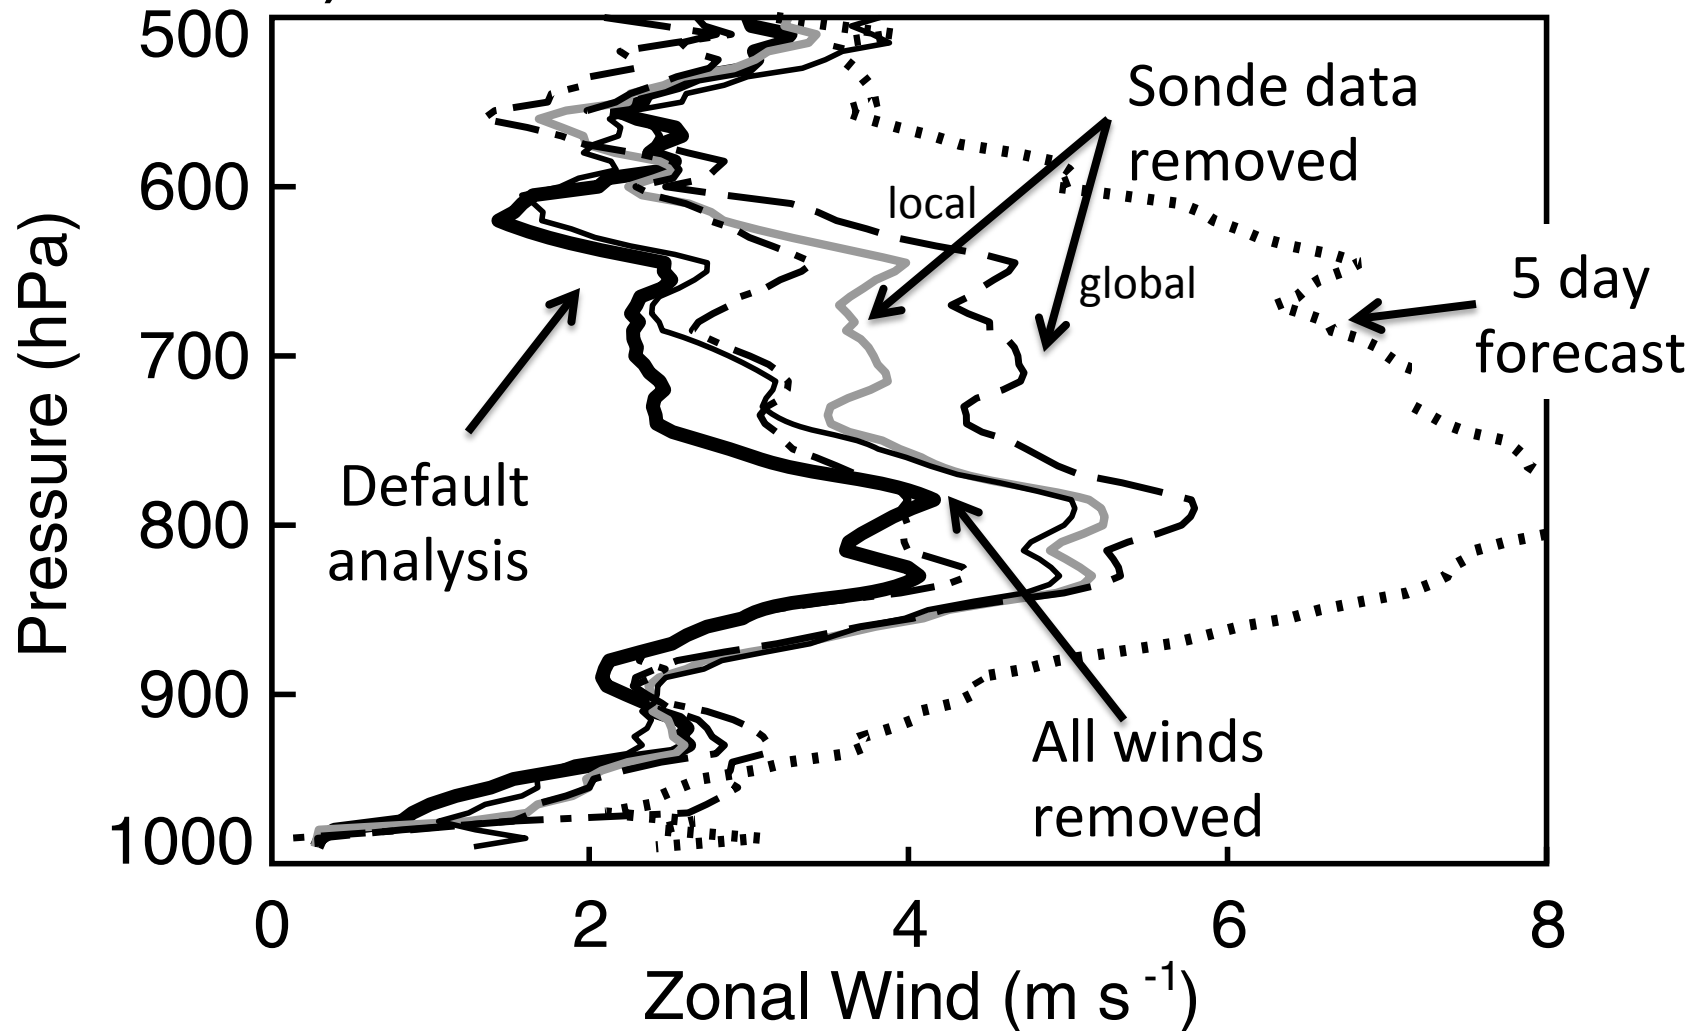 500
600
700
800
900
1000
Pressure (hPa)
0 2 4 6 8
Zonal Wind (m s -1)
Sonde data
removed
local
global
5 day
forecast
Default
analysis
All winds
removed